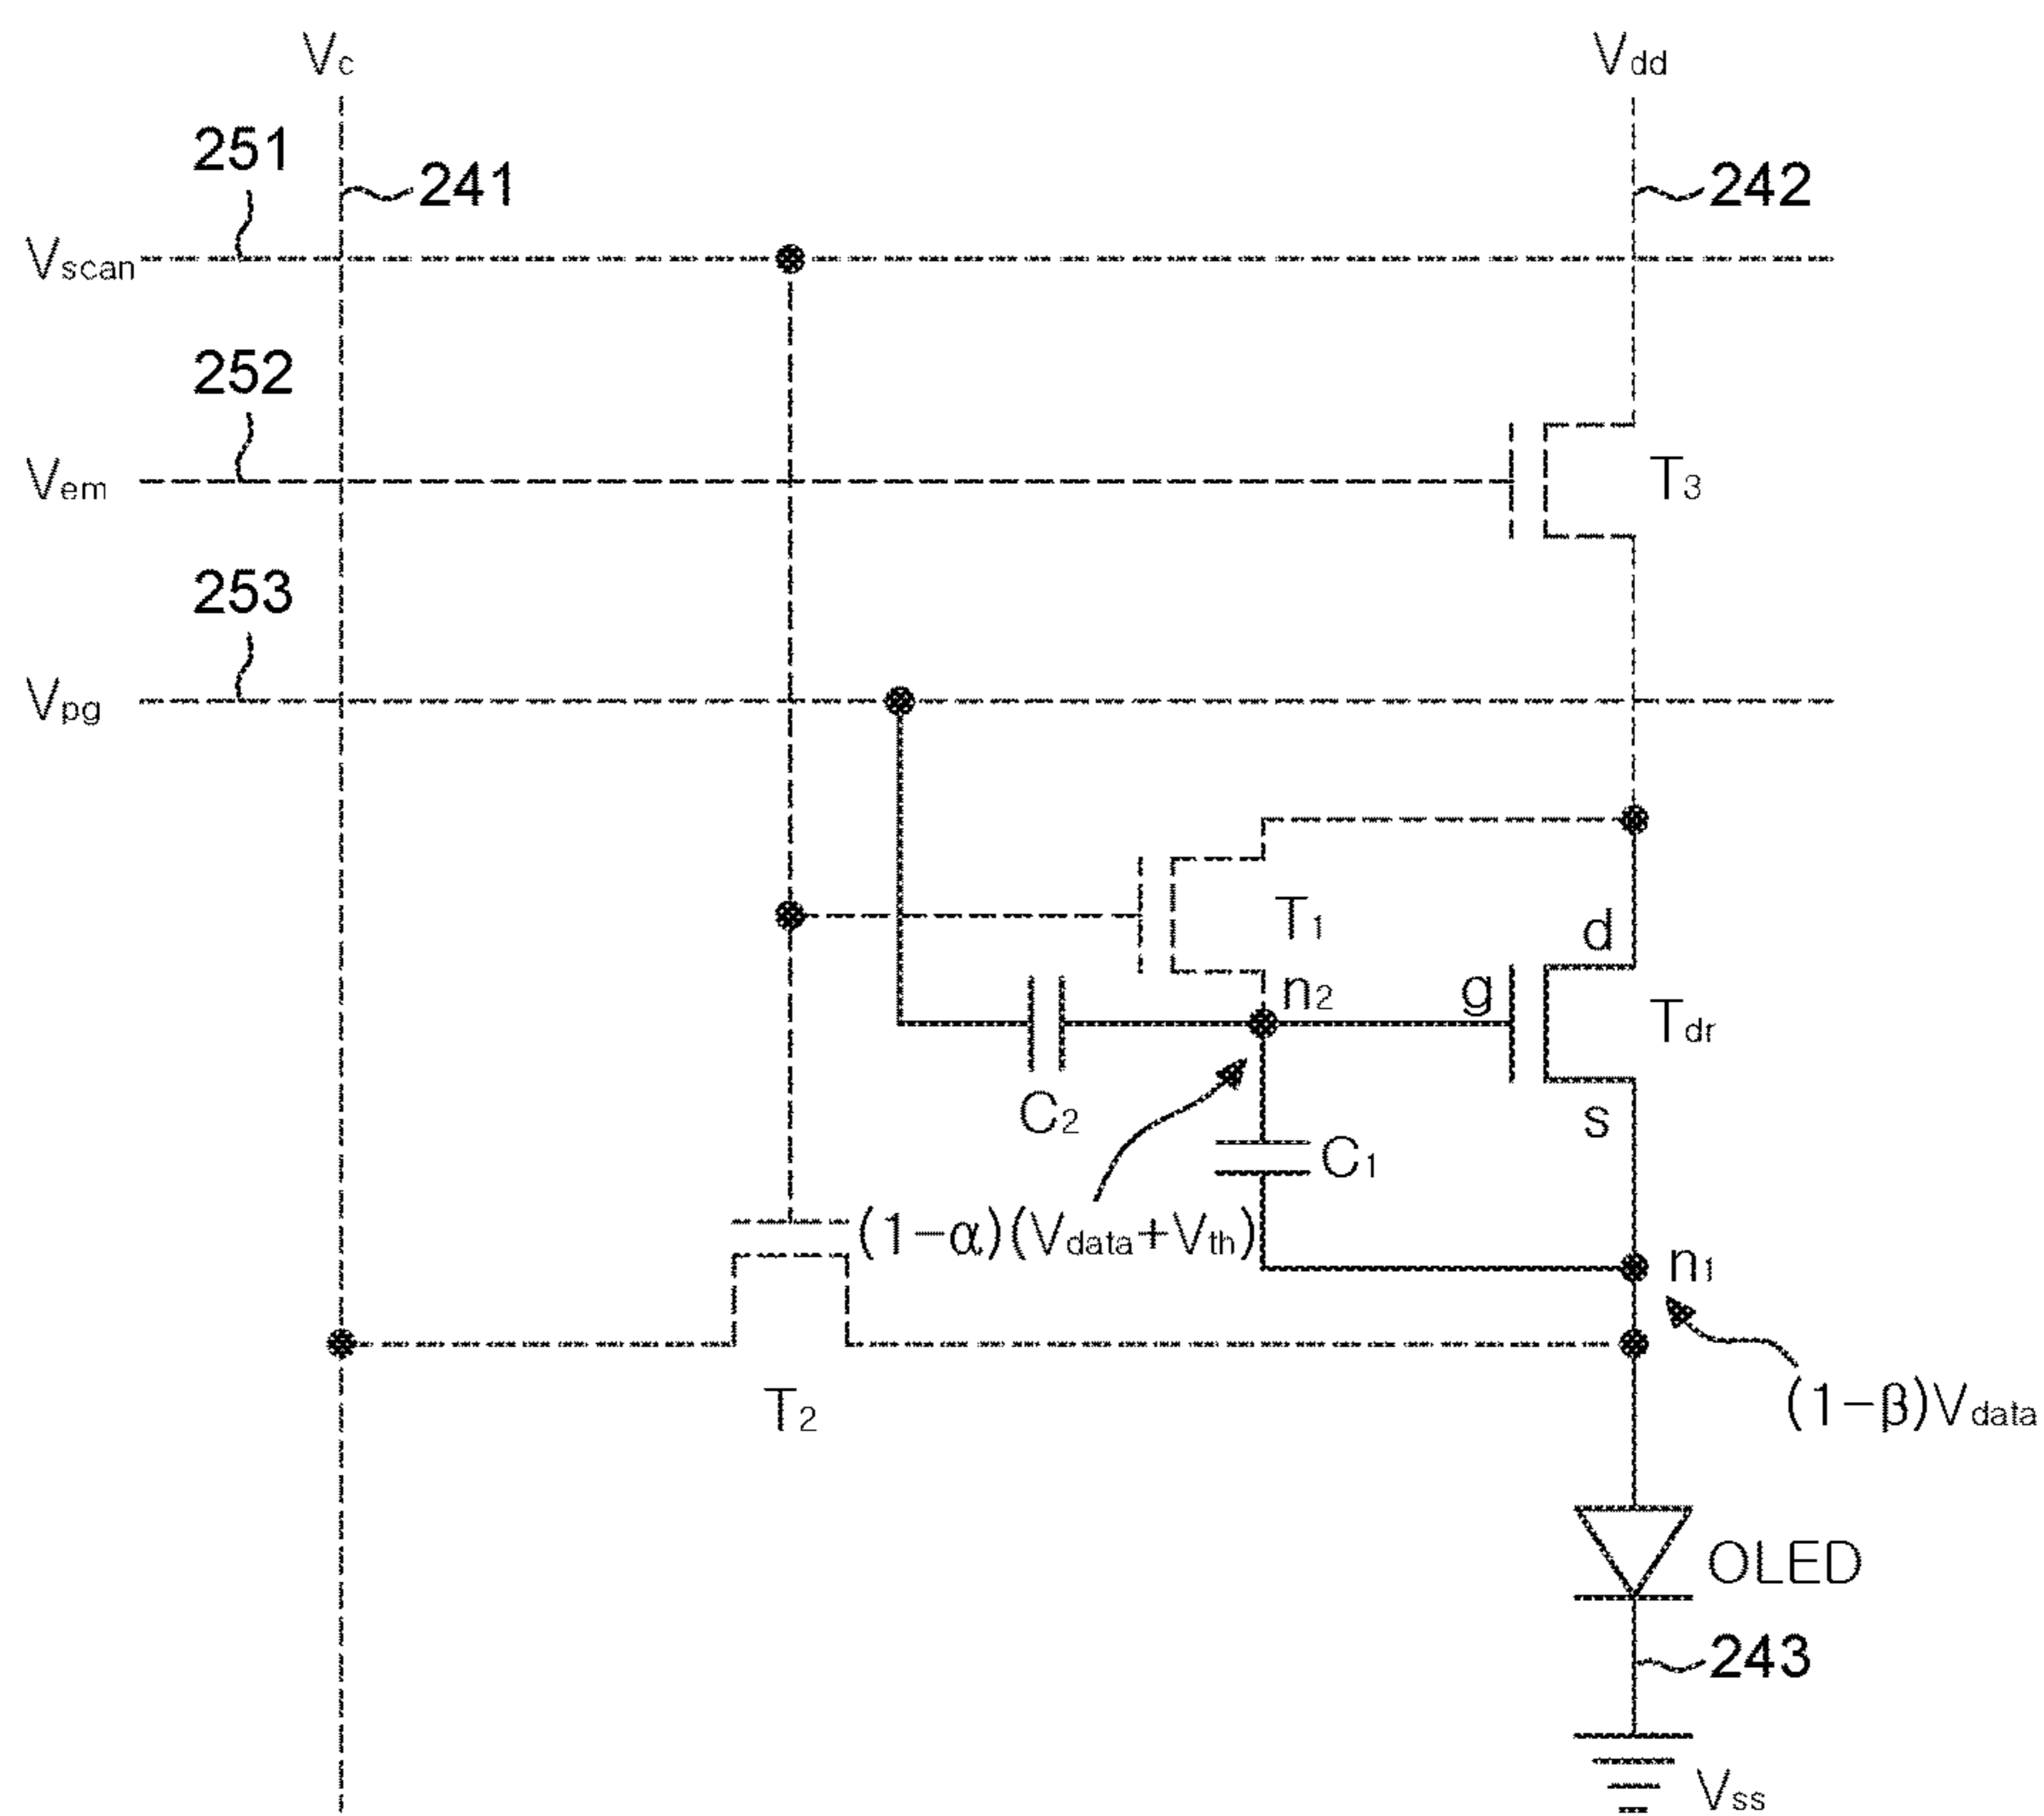 Vc
Vdd
251
241
242
Vscan
252
Vem
T3
253
Vpg
T1
d
n2
g
Tdr
C2
s
C1
(1-α)(Vdata+Vth)
n1
T2
(1-β)Vdata
OLED
243
Vss